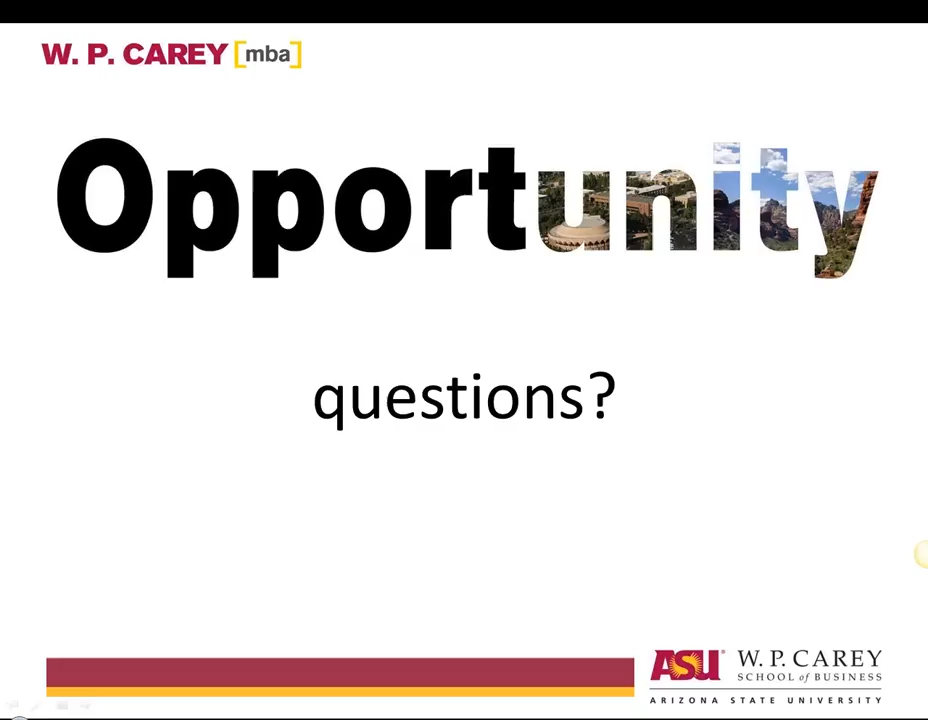 W. P. CAREY [mba]
Opportunity
questions?
ASU® W. P. CAREY
SCHOOL of BUSINESS
ARIZONA STATE UNIVERSITY